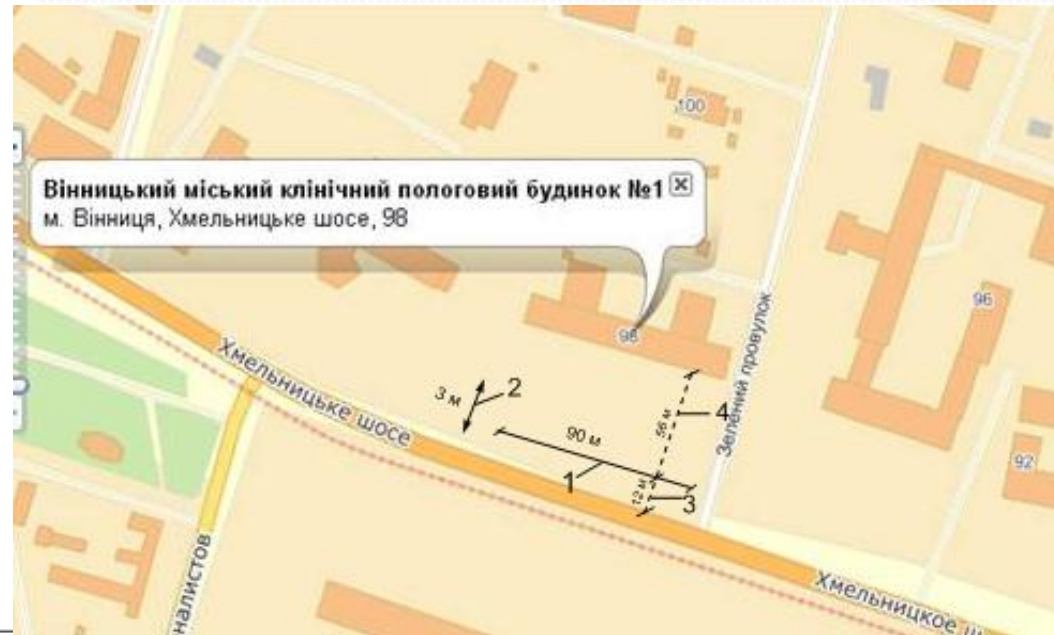 100
Вінницький міський клінічний пологовий будинок №1
м. Вінниця, Хмельницьке шосе, 98
96
98
Зелений провулок
Хмельницьке шосе
3 м
2
90 м
1
56 м
4
12 м
3
92
налистов
Хмельницкое ш